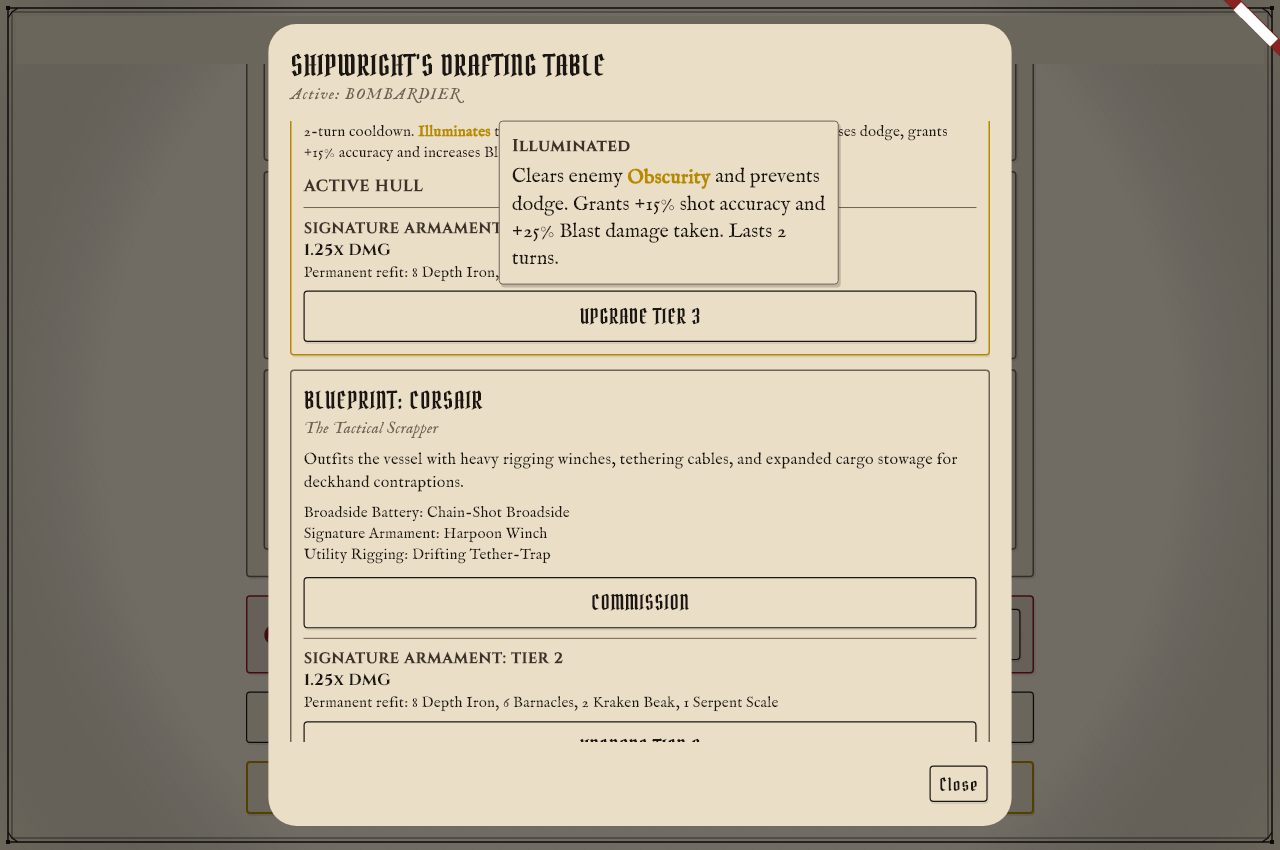 SHIPWRIGHT'S DRAFTING TABLE
Active: BOMBARDIER
2-turn cooldown. Illuminates t
ses dodge, grants
+15% accuracy and increases Bl
ILLUMINATED
Clears enemy Obscurity and prevents
dodge. Grants +15% shot accuracy and
+25% Blast damage taken. Lasts 2
turns.
ACTIVE HULL
SIGNATURE ARMAMENT
1.25X DMG
Permanent refit: 8 Depth Iron,
UPGRADE TIER 3
BLUEPRINT: CORSAIR
The Tactical Scrapper
Outfits the vessel with heavy rigging winches, tethering cables, and expanded cargo stowage for
deckhand contraptions.
Broadside Battery: Chain-Shot Broadside
Signature Armament: Harpoon Winch
Utility Rigging: Drifting Tether-Trap
COMMISSION
SIGNATURE ARMAMENT: TIER 2
1.25X DMG
Permanent refit: 8 Depth Iron, 6 Barnacles, 2 Kraken Beak, 1 Serpent Scale
UPGRADE TIER
Close